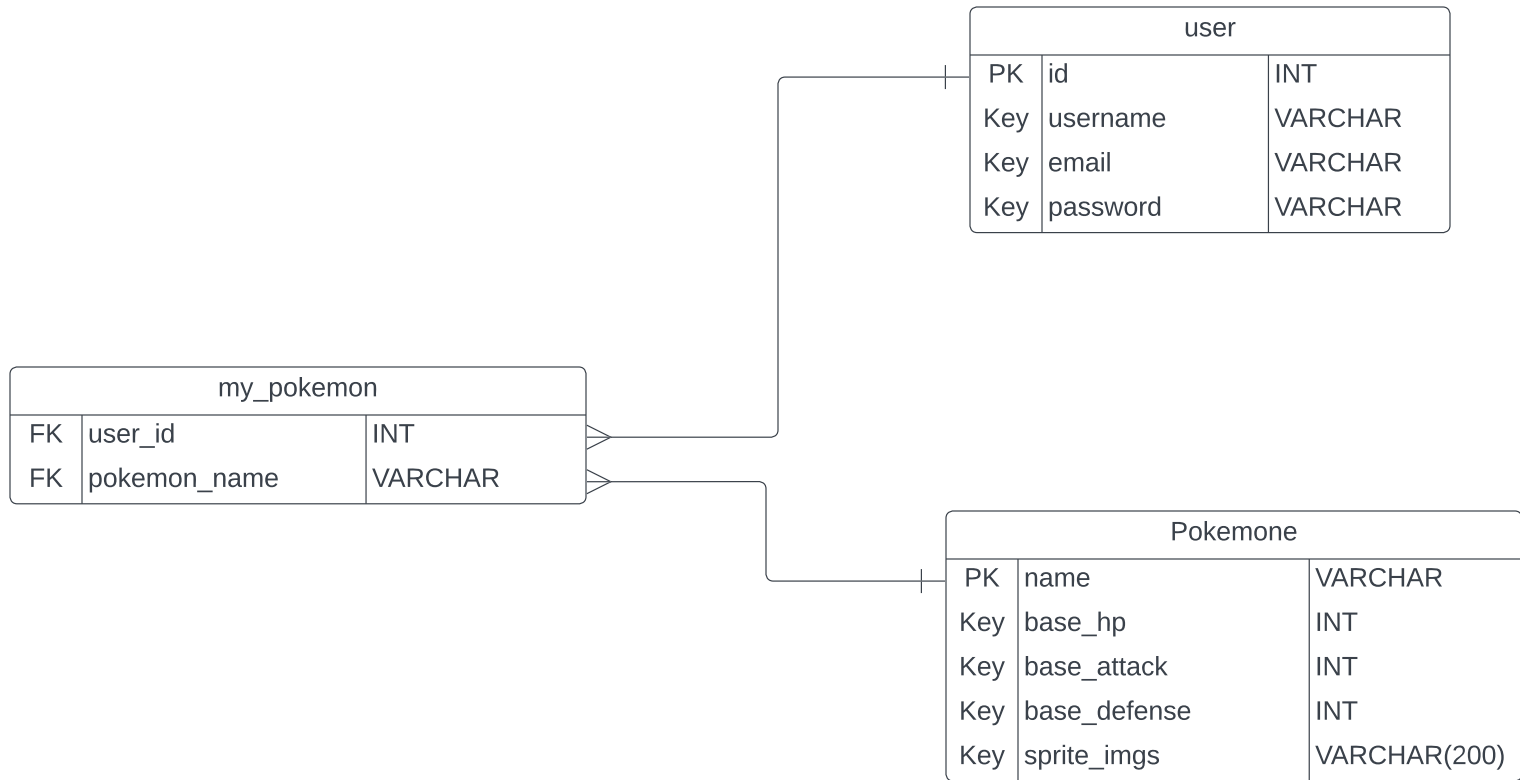 user
PK id INT
Key username VARCHAR
Key email VARCHAR
Key password VARCHAR
my_pokemon
FK user_id INT
FK pokemon_name VARCHAR
Pokemone
PK name VARCHAR
Key base_hp INT
Key base_attack INT
Key base_defense INT
Key sprite_imgs VARCHAR(200)